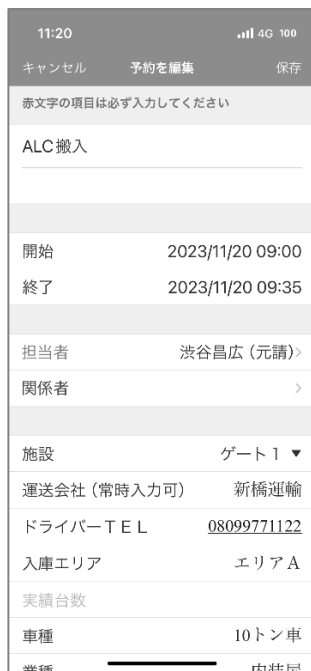 11:20 4G 100
キャンセル 予約を編集 保存
赤文字の項目は必ず入力してください
ALC搬入
開始 2023/11/20 09:00
終了 2023/11/20 09:35
担当者 渋谷昌広（元請）
関係者
施設 ゲート1 ▼
運送会社（常時入力可） 新橋運輸
ドライバーＴＥＬ 08099771122
入庫エリア エリアA
実績台数
車種 10トン車
業種 内装屋